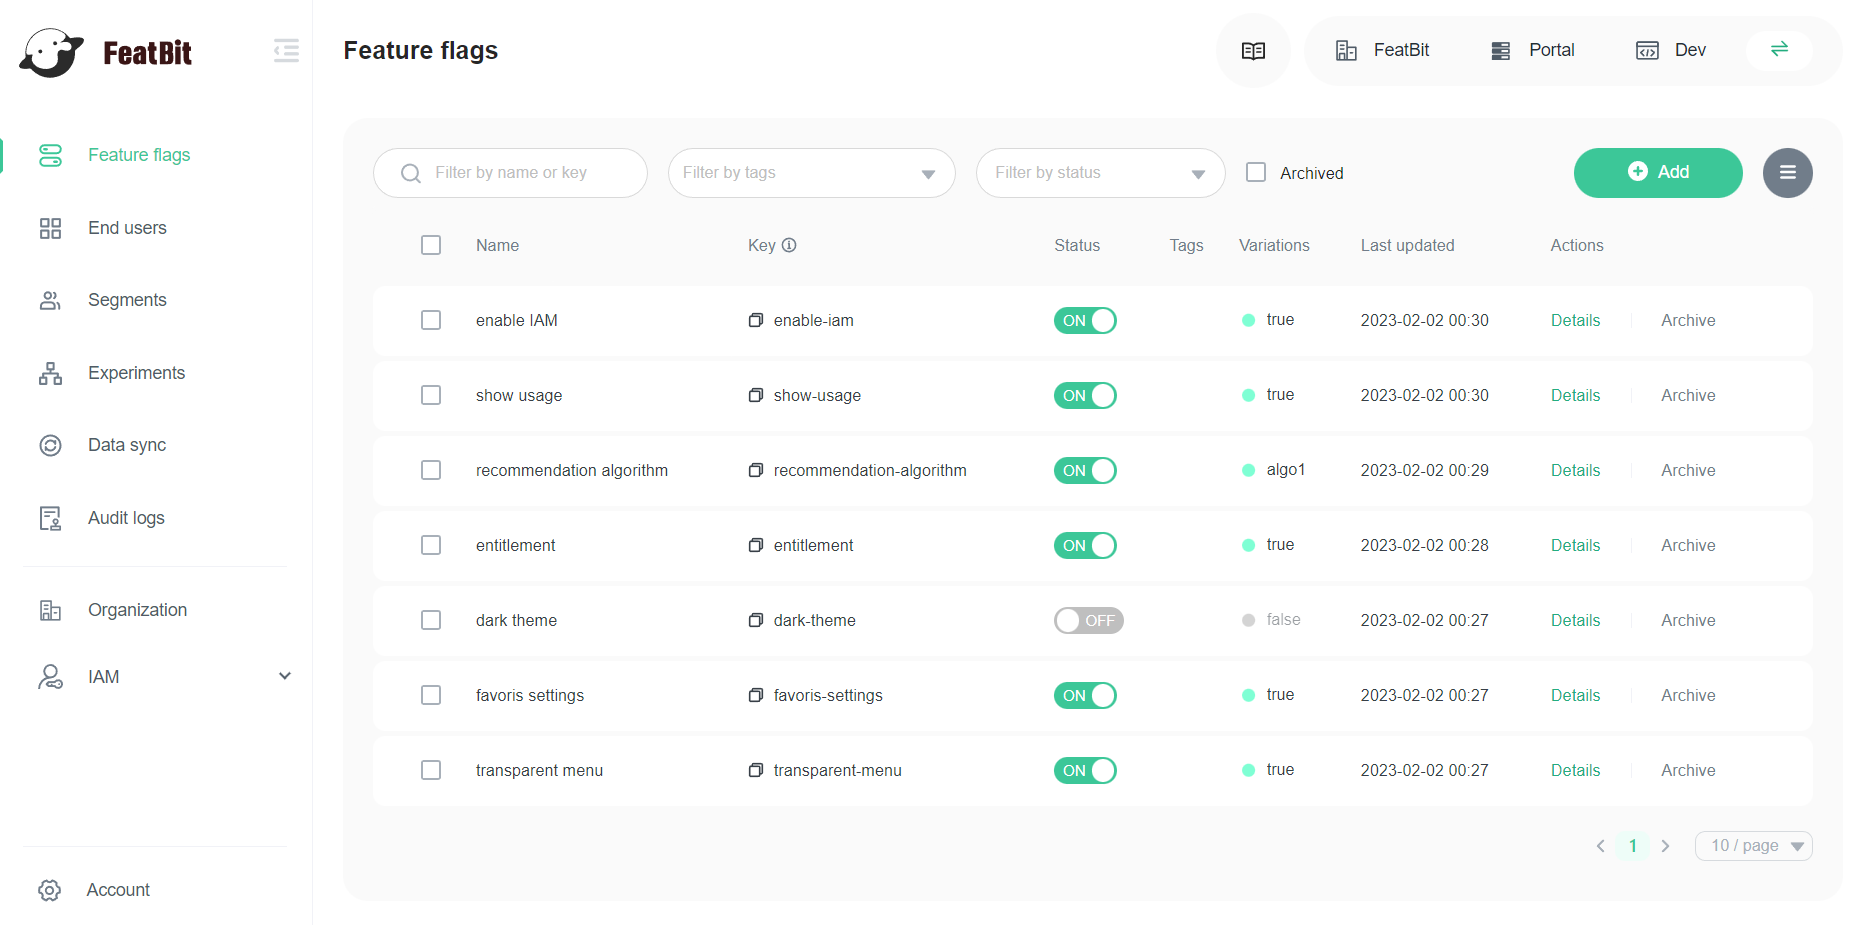 FeatBit
Feature flags
FeatBit Portal Dev
Feature flags
End users
Segments
Experiments
Data sync
Audit logs
Organization
IAM
Account
Filter by name or key Filter by tags Filter by status Archived Add
Name Key Status Tags Variations Last updated Actions
enable IAM enable-iam ON true 2023-02-02 00:30 Details Archive
show usage show-usage ON true 2023-02-02 00:30 Details Archive
recommendation algorithm recommendation-algorithm ON algo1 2023-02-02 00:29 Details Archive
entitlement entitlement ON true 2023-02-02 00:28 Details Archive
dark theme dark-theme OFF false 2023-02-02 00:27 Details Archive
favoris settings favoris-settings ON true 2023-02-02 00:27 Details Archive
transparent menu transparent-menu ON true 2023-02-02 00:27 Details Archive
1 10 / page